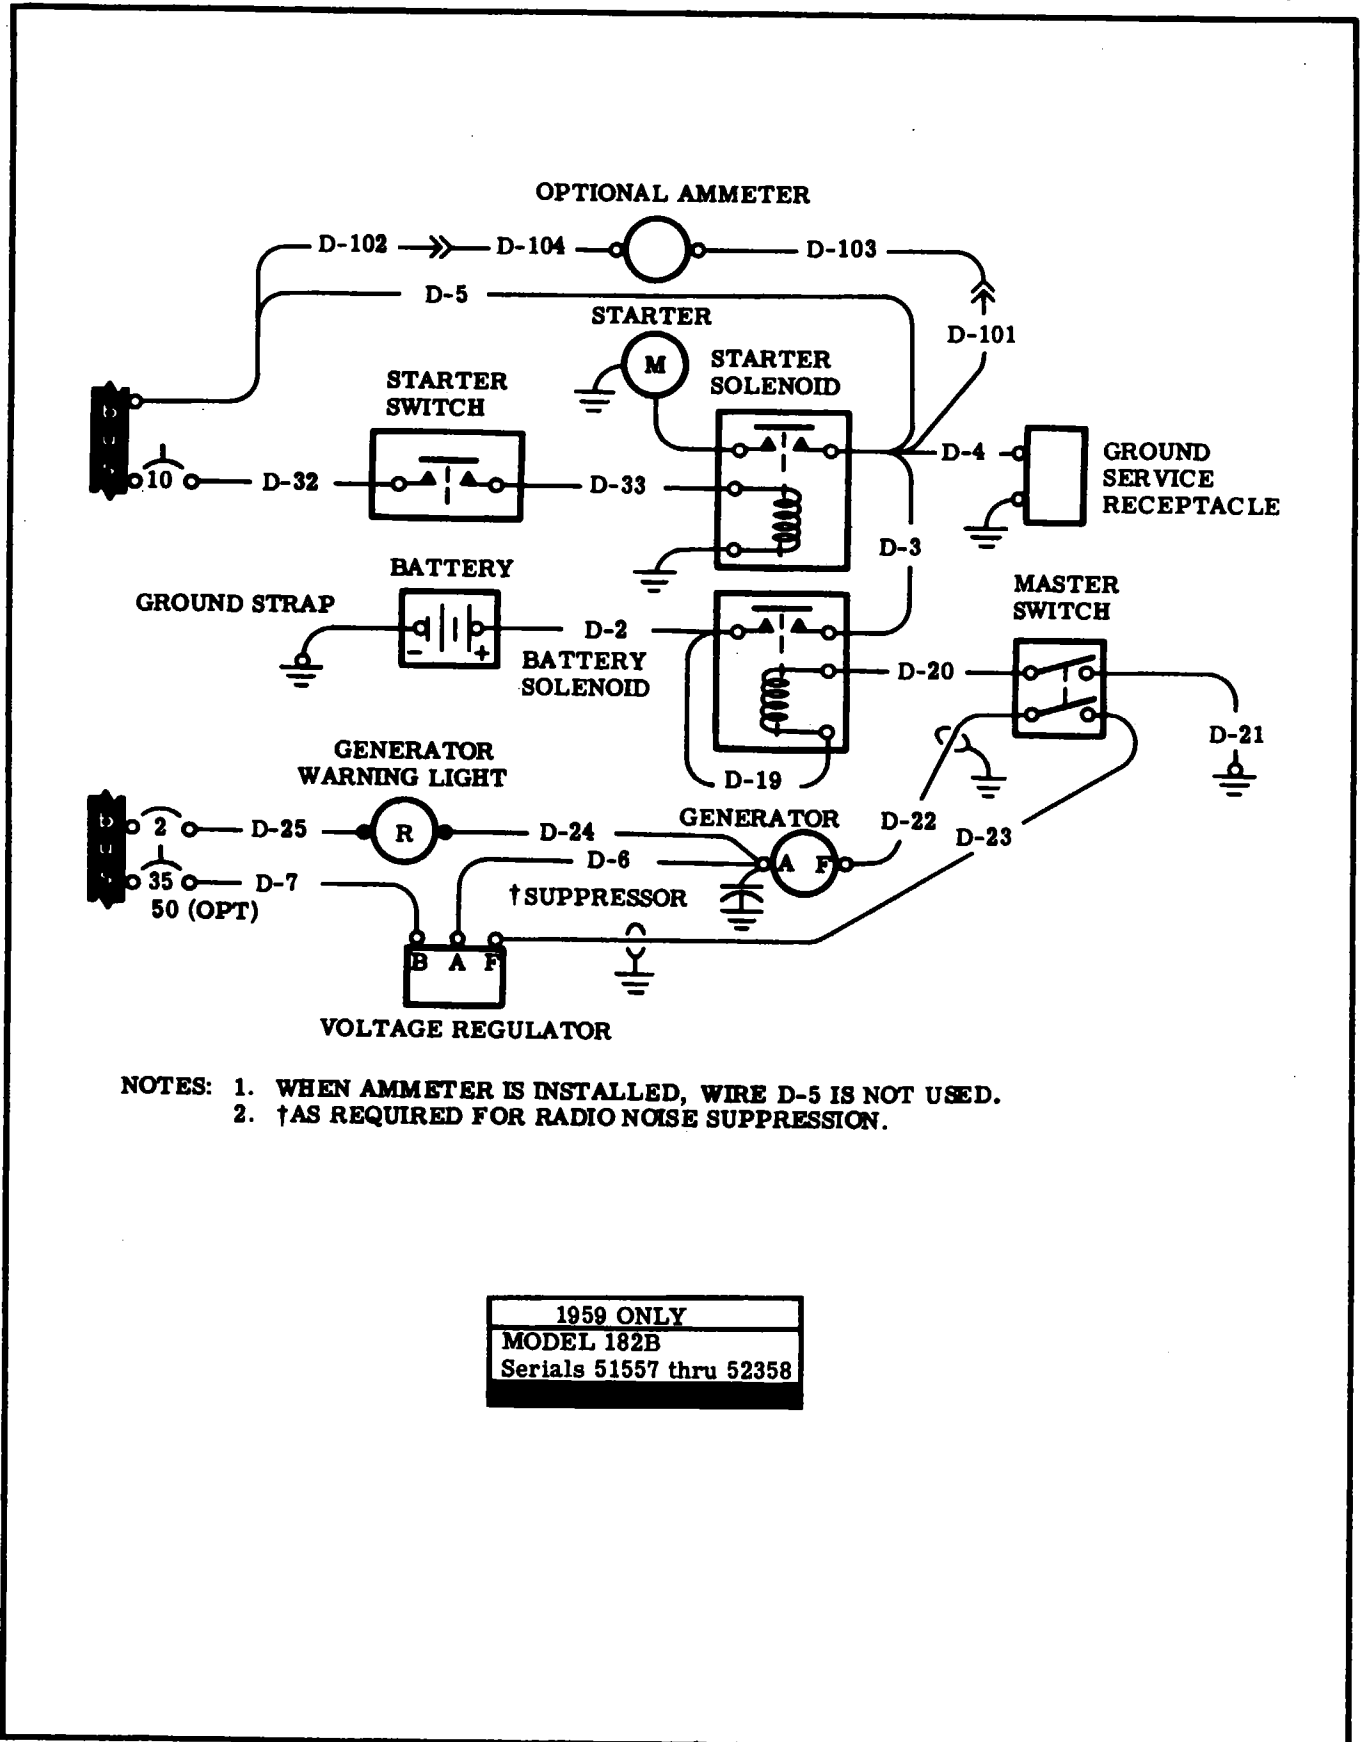 OPTIONAL AMMETER
D-102
D-104
D-103
D-5
STARTER
D-101
M
STARTER
SOLENOID
STARTER
SWITCH
10
D-32
D-33
D-4
GROUND
SERVICE
RECEPTACLE
D-3
BATTERY
GROUND STRAP
- +
D-2
BATTERY
SOLENOID
MASTER
SWITCH
D-20
D-21
D-19
GENERATOR
WARNING LIGHT
2
D-25
R
D-24
GENERATOR
A F
D-22
D-23
D-6
35
50 (OPT)
D-7
†SUPPRESSOR
B A F
VOLTAGE REGULATOR
NOTES: 1. WHEN AMMETER IS INSTALLED, WIRE D-5 IS NOT USED.
2. †AS REQUIRED FOR RADIO NOISE SUPPRESSION.
1959 ONLY
MODEL 182B
Serials 51557 thru 52358